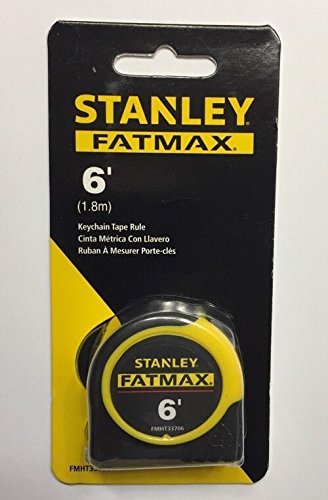 STANLEY
FATMAX.
6'
(1.8m)
Keychain Tape Rule
Cinta Métrica Con Llavero
Ruban À Mesurer Porte-clés
STANLEY
FATMAX.
6'
FMHT33706